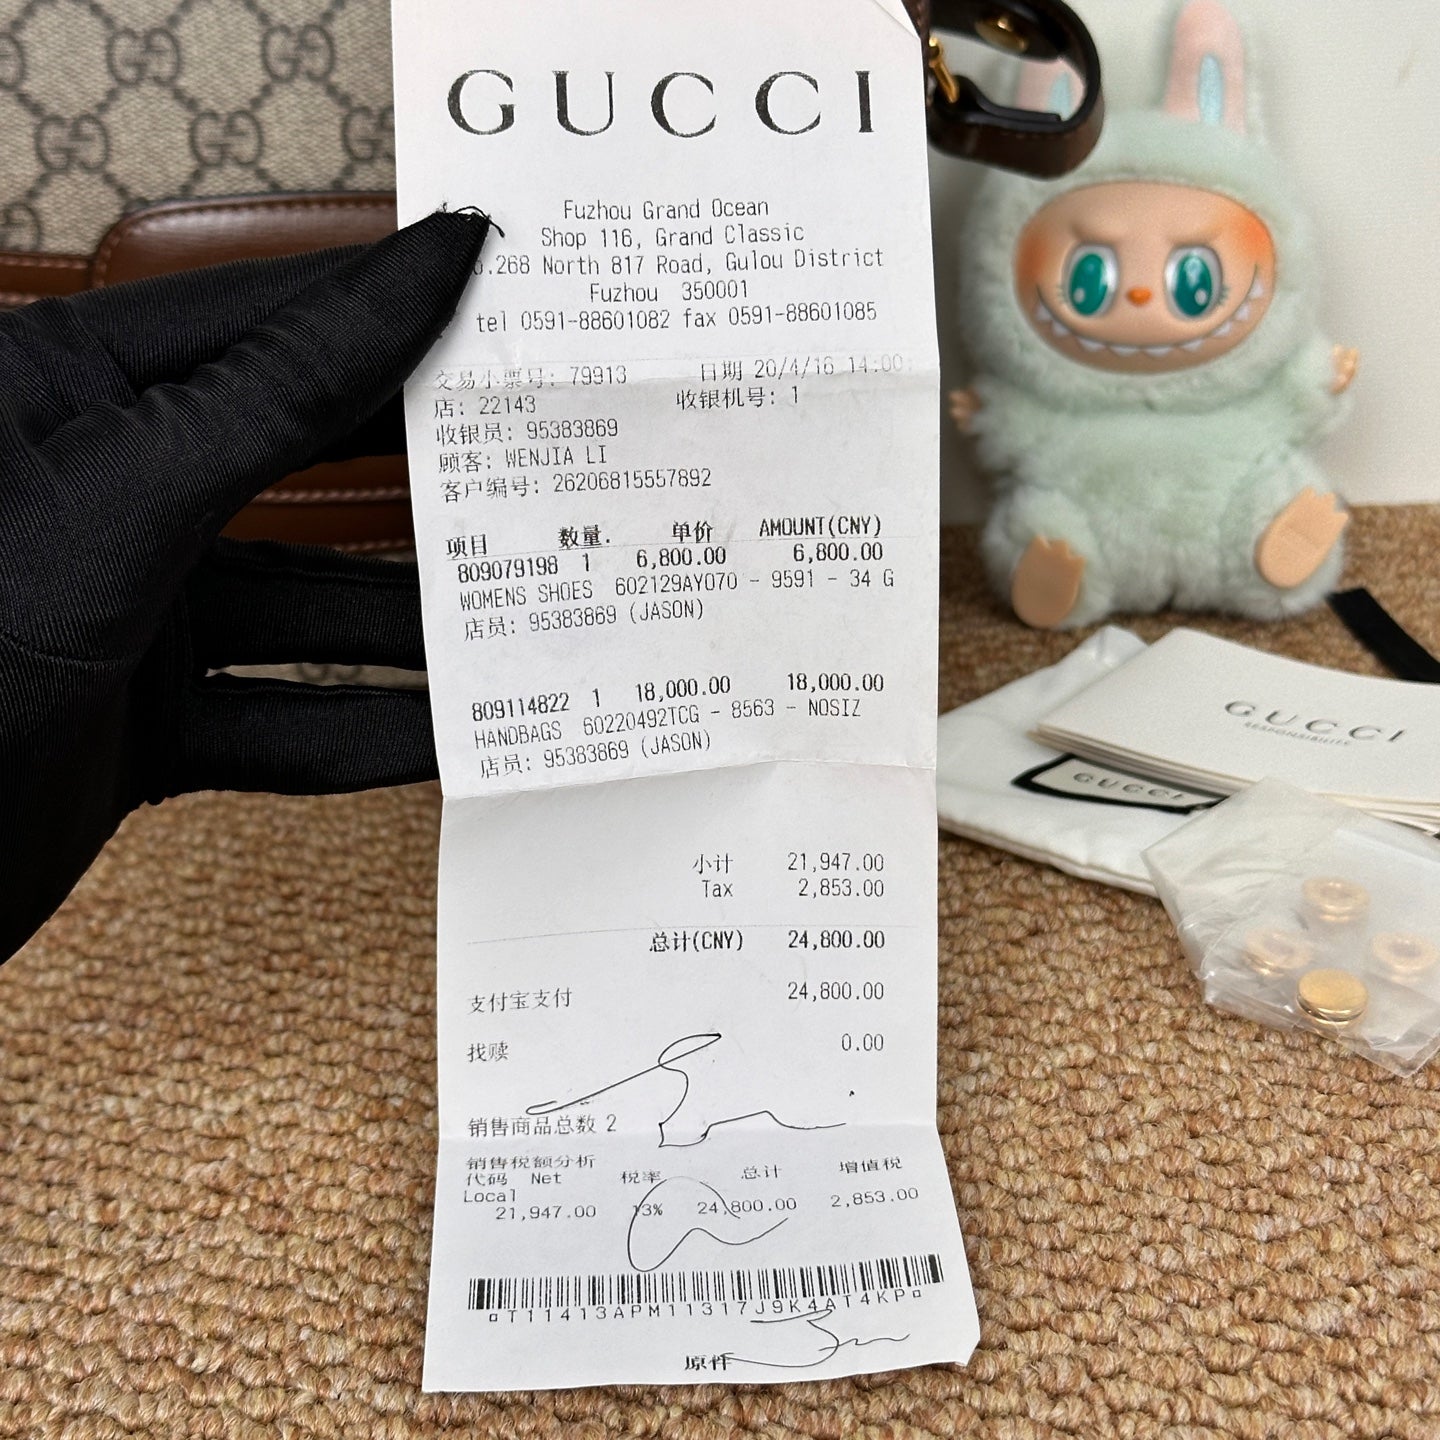 GUCCI
Fuzhou Grand Ocean
Shop 116, Grand Classic
.268 North 817 Road, Gulou District
Fuzhou 350001
tel 0591-88601082 fax 0591-88601085
交易小票号: 79913 日期 20/4/16 14:00
店: 22143 收银机号: 1
收银员: 95383869
顾客: WENJIA LI
客户编号: 26206815557892
项目 数量. 单价 AMOUNT(CNY)
809079198 1 6,800.00 6,800.00
WOMENS SHOES 602129AY070 - 9591 - 34 G
店员: 95383869 (JASON)
809114822 1 18,000.00 18,000.00
HANDBAGS 60220492TCG - 8563 - NOSIZ
店员: 95383869 (JASON)
小计 21,947.00
Tax 2,853.00
总计(CNY) 24,800.00
支付宝支付 24,800.00
找赎 0.00
销售商品总数 2
销售税额分析
代码 Net 税率 总计 增值税
Local
21,947.00 13% 24,800.00 2,853.00
¤T11413APM11317J9K4AT4KP¤
原件
GUCCI
RESPONSIBILITY
GUCCI